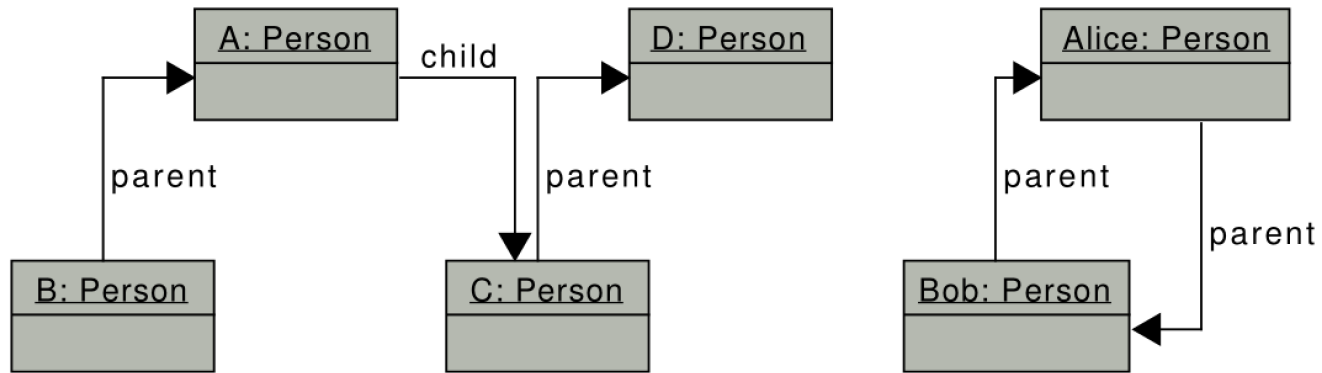 A: Person
child
D: Person
Alice: Person
parent
parent
parent
parent
B: Person
C: Person
Bob: Person